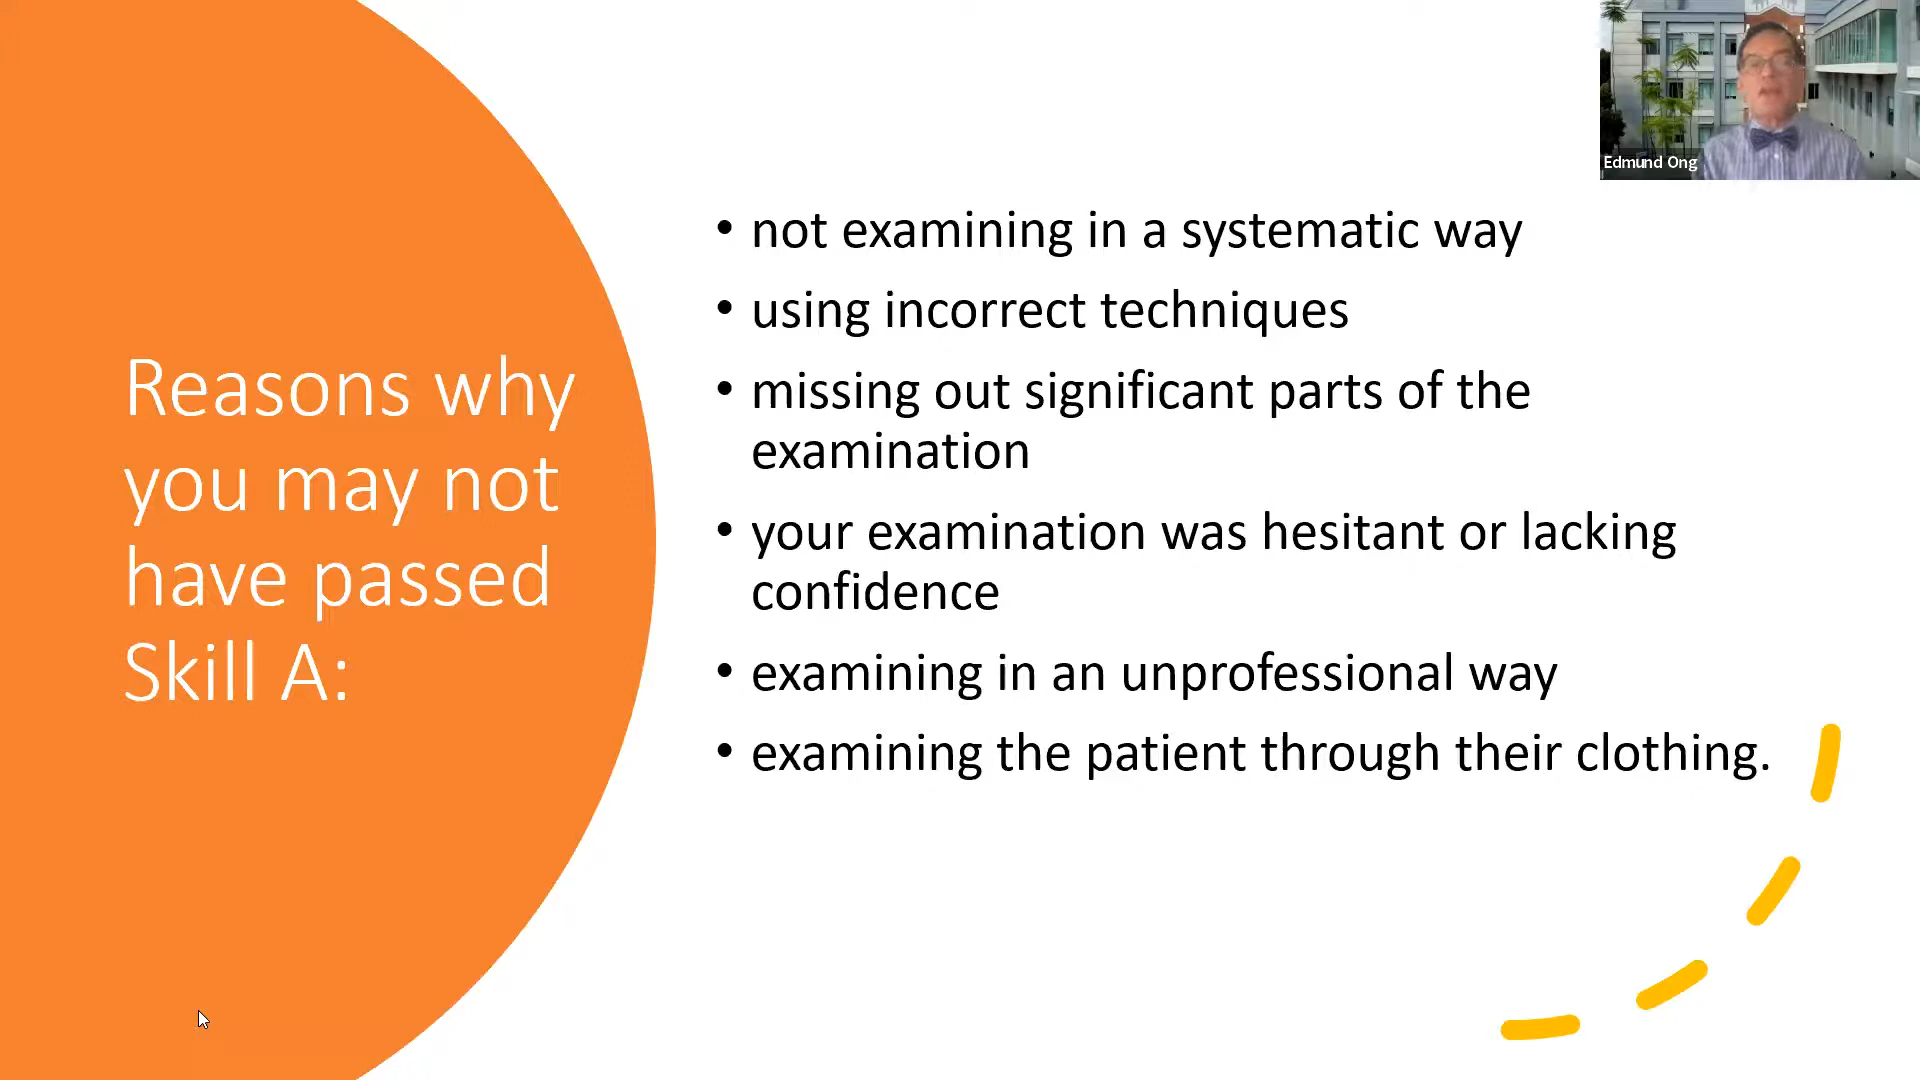 Reasons why
you may not
have passed
Skill A:
• not examining in a systematic way
• using incorrect techniques
• missing out significant parts of the
examination
• your examination was hesitant or lacking
confidence
• examining in an unprofessional way
• examining the patient through their clothing.
Edmund Ong